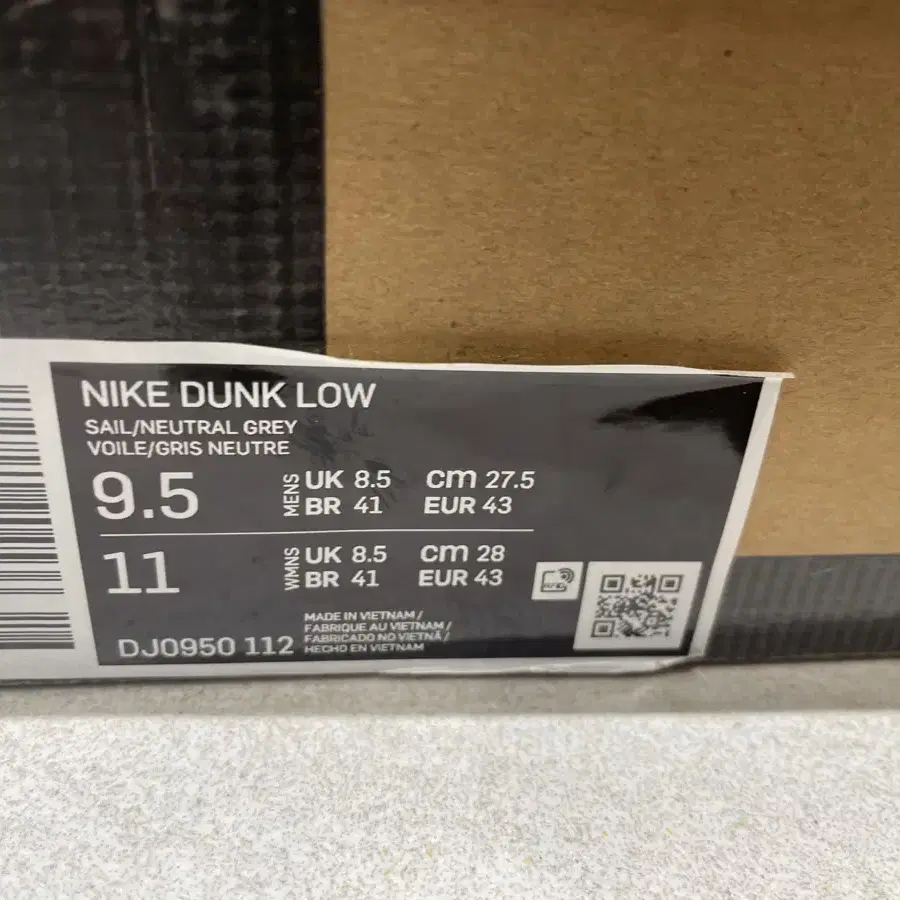 NIKE DUNK LOW
SAIL/NEUTRAL GREY
VOILE/GRIS NEUTRE
9.5 MENS UK 8.5 cm 27.5
BR 41 EUR 43
11 WMNS UK 8.5 cm 28
BR 41 EUR 43
RFID
DJ0950 112
MADE IN VIETNAM /
FABRIQUE AU VIETNAM /
FABRICADO NO VIETNÃ /
HECHO EN VIETNAM